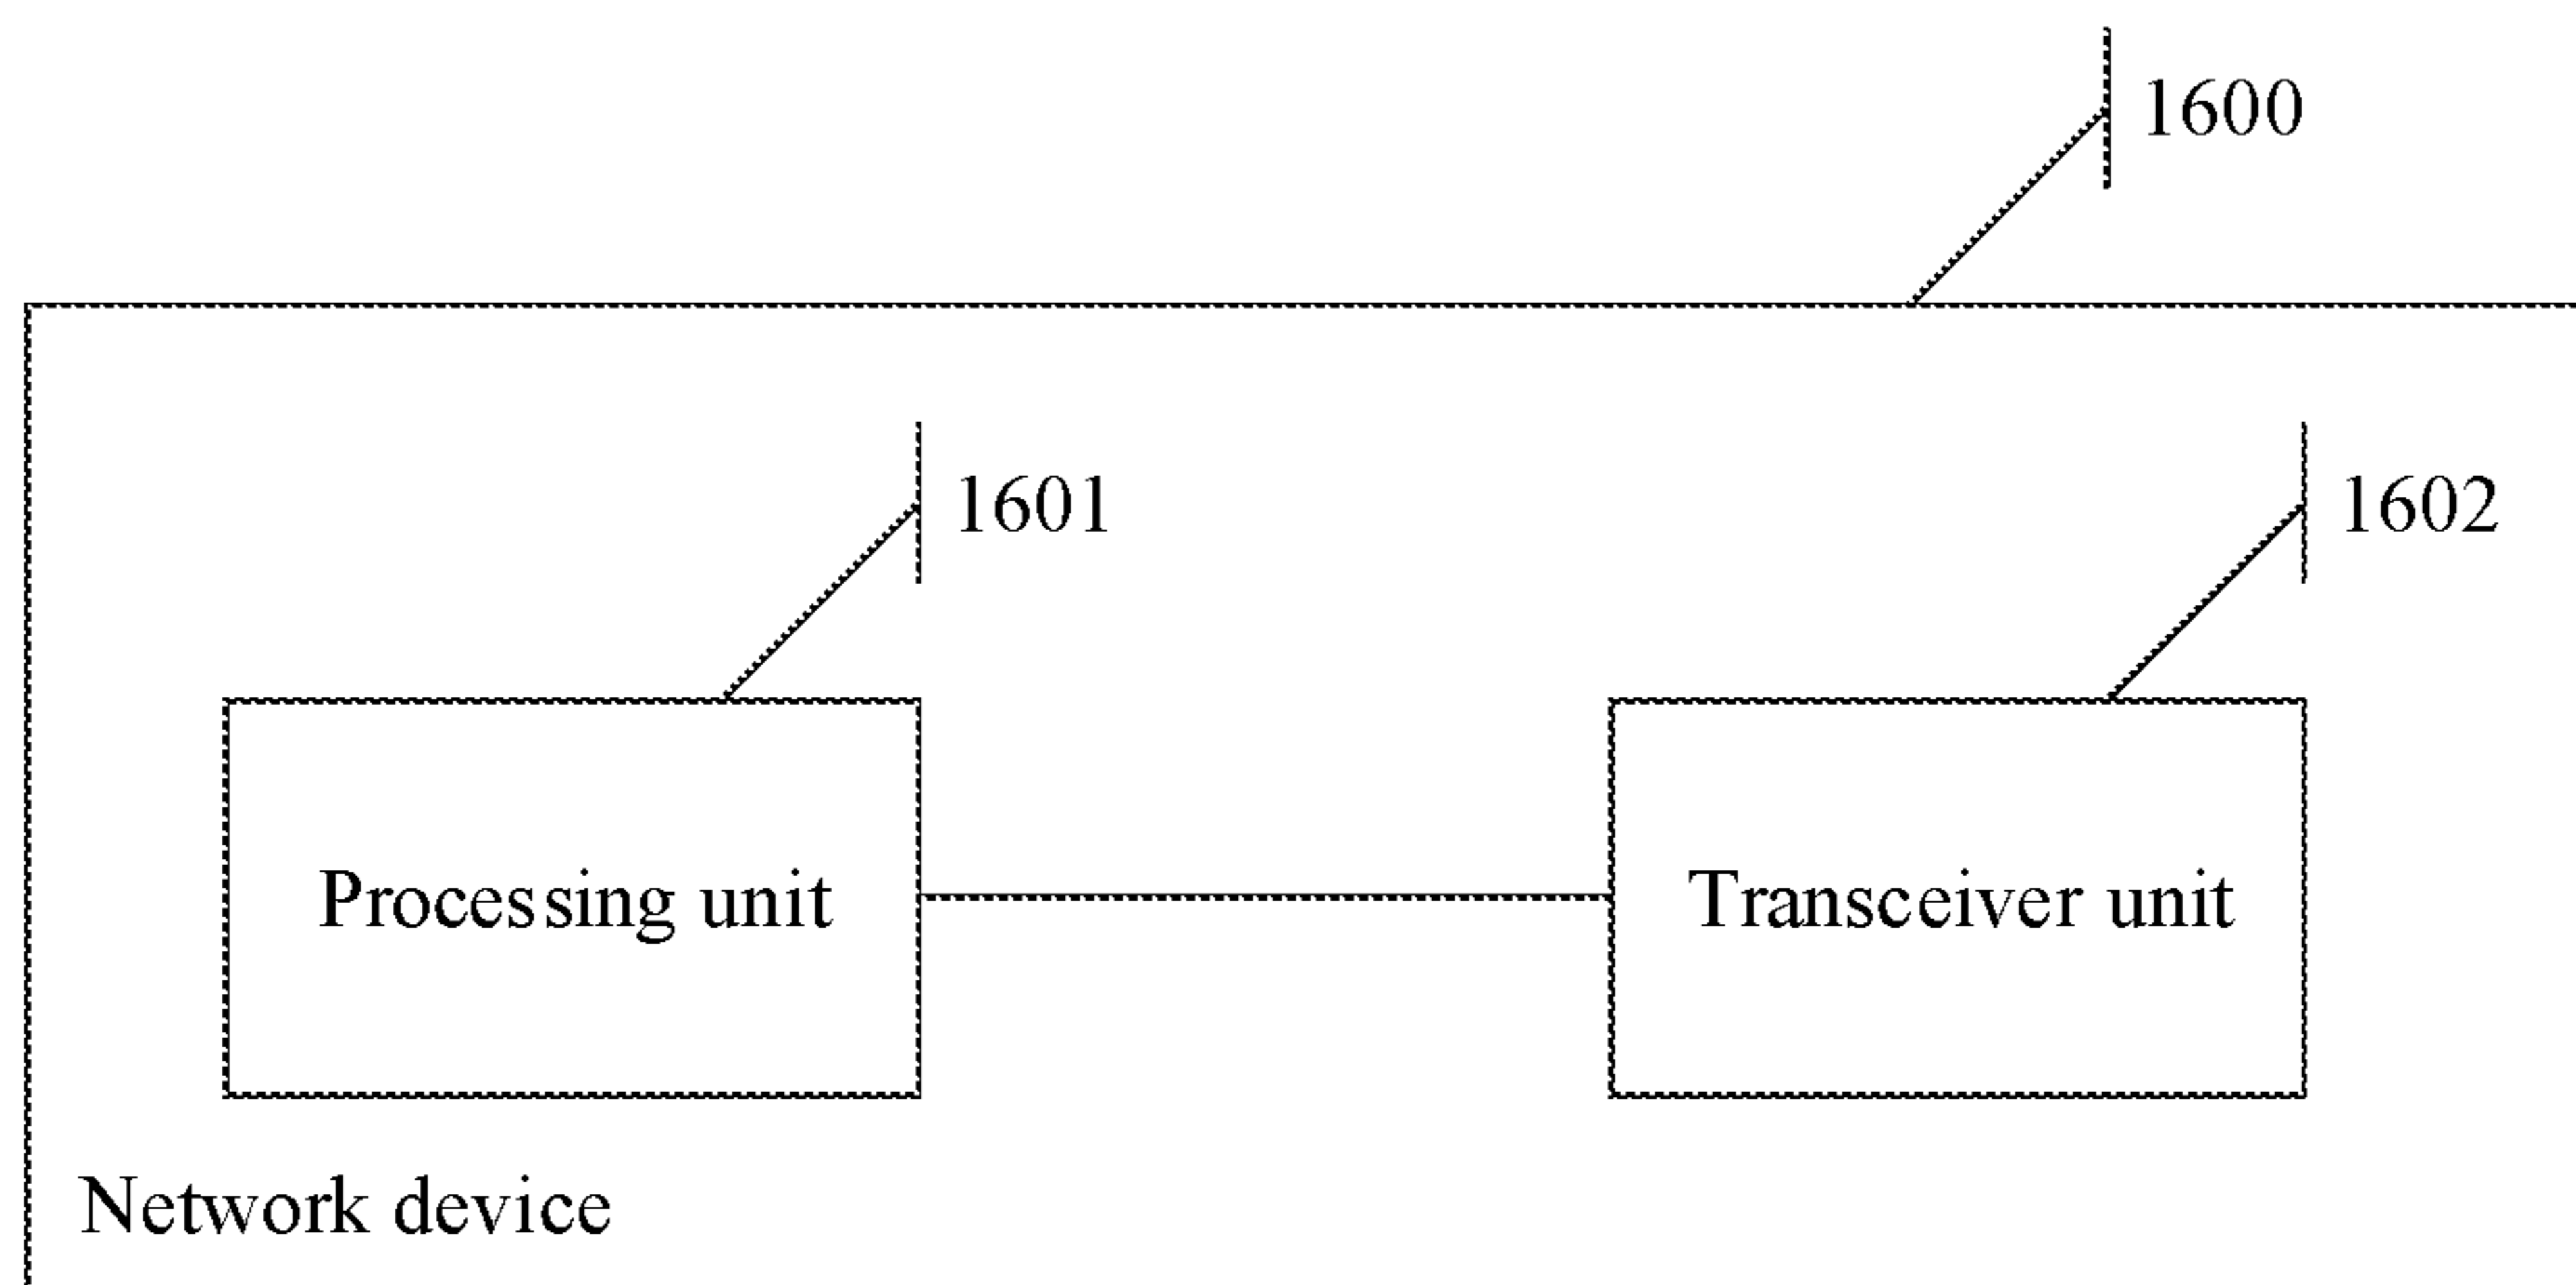 1600
1601
1602
Processing unit
Transceiver unit
Network device